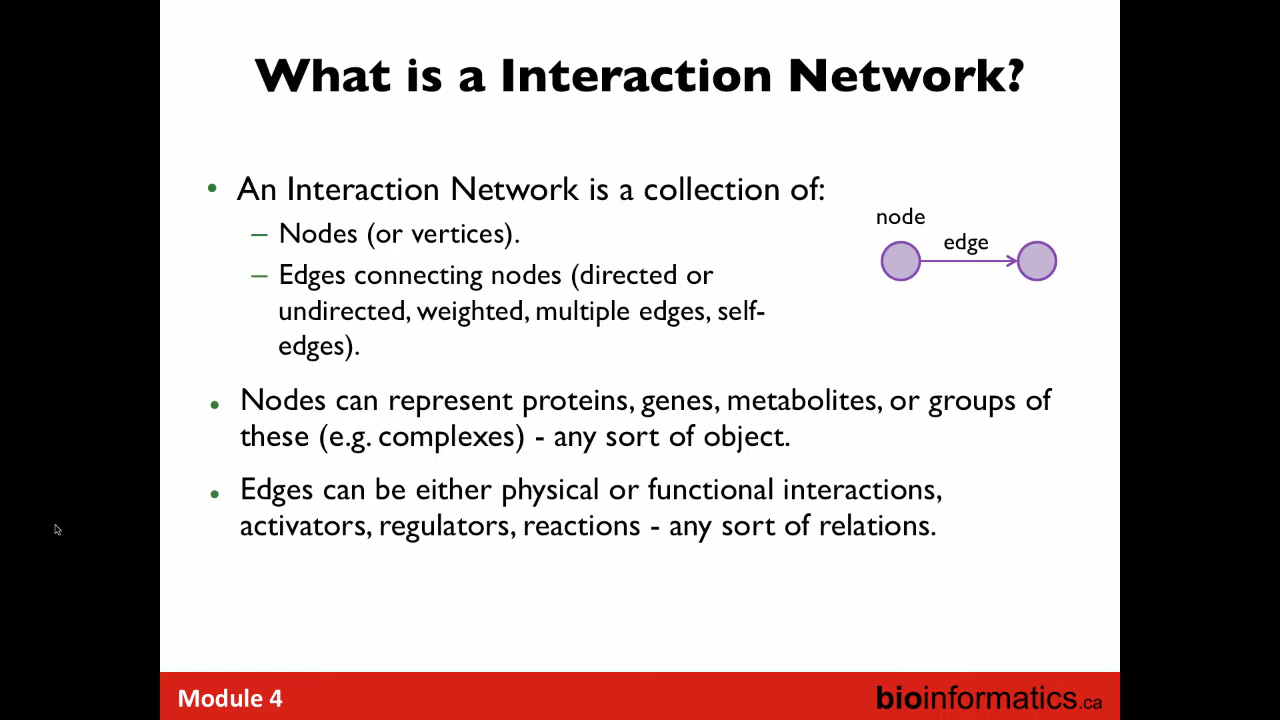 What is a Interaction Network?
• An Interaction Network is a collection of:
– Nodes (or vertices).
– Edges connecting nodes (directed or
undirected, weighted, multiple edges, self-
edges).
node
edge
• Nodes can represent proteins, genes, metabolites, or groups of
these (e.g. complexes) - any sort of object.
• Edges can be either physical or functional interactions,
activators, regulators, reactions - any sort of relations.
Module 4
bioinformatics.ca